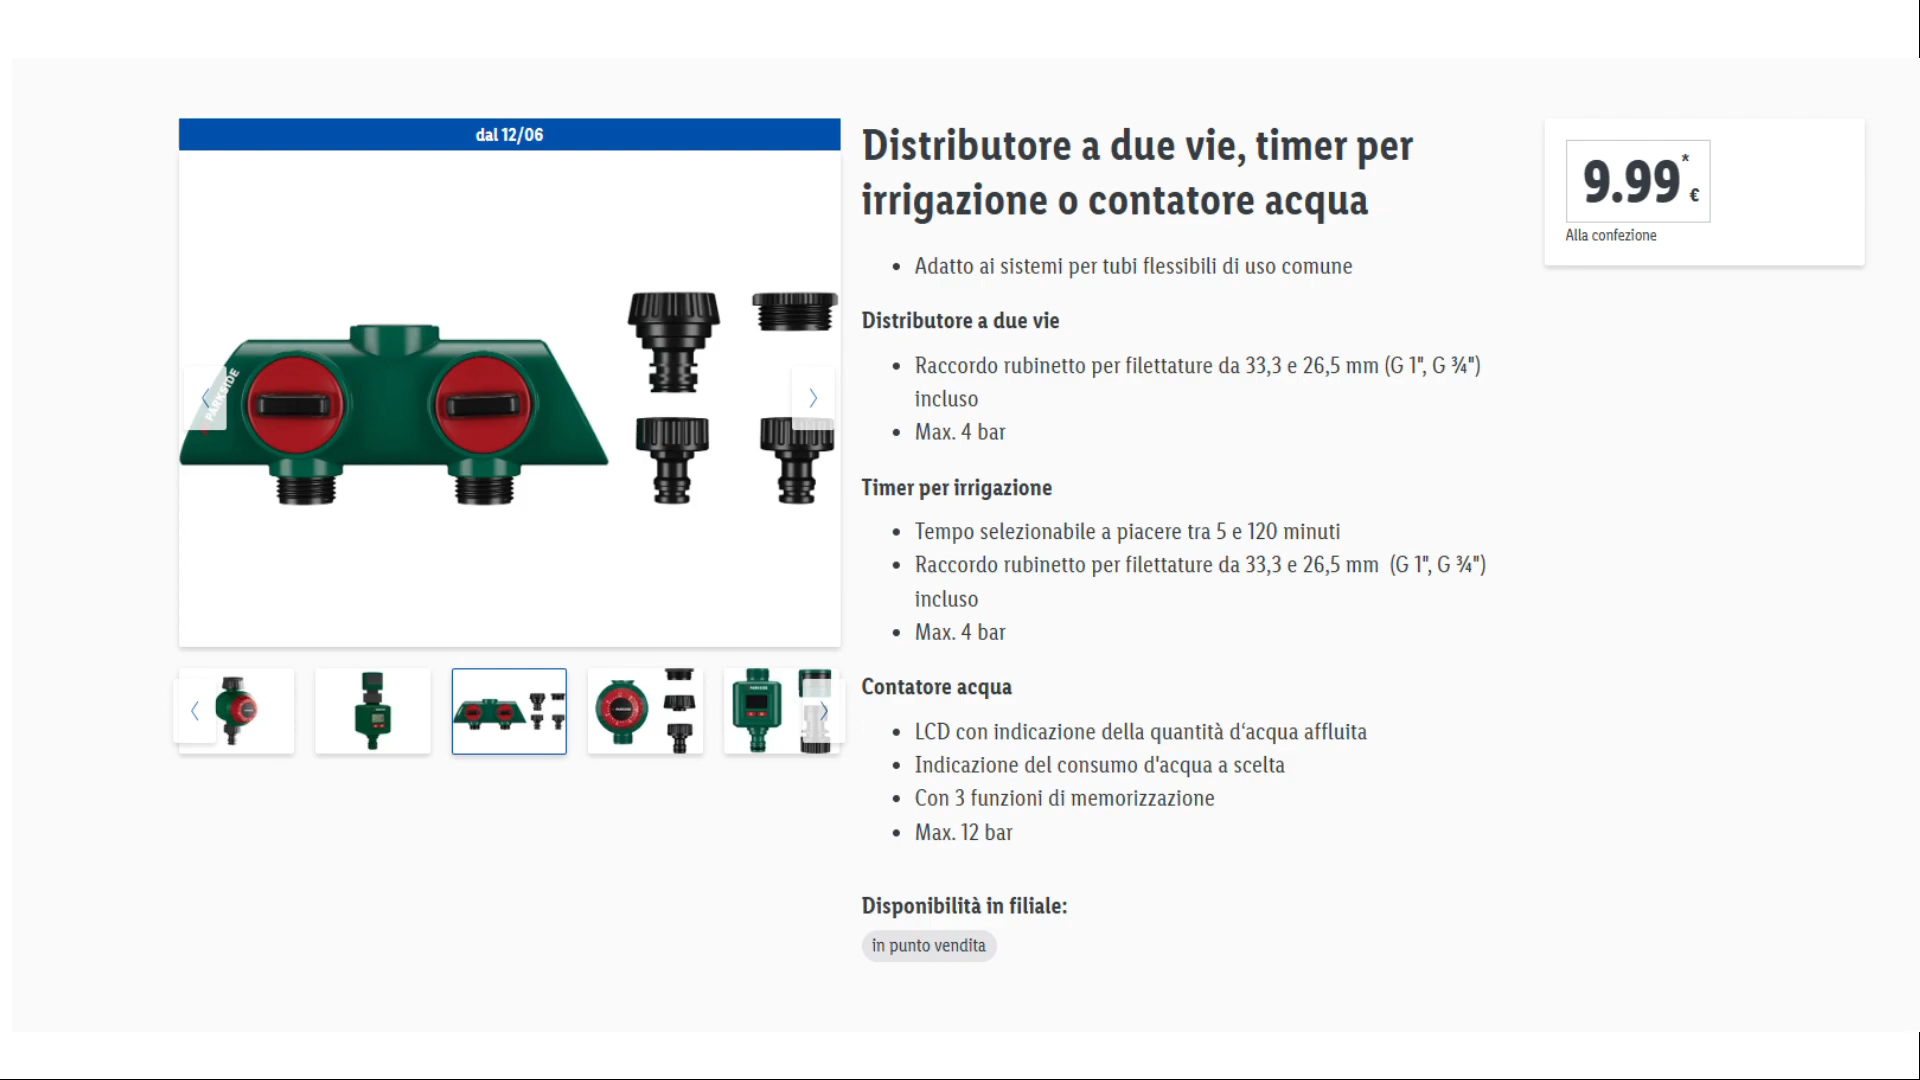 dal 12/06
PARKSIDE
Distributore a due vie, timer per
irrigazione o contatore acqua
• Adatto ai sistemi per tubi flessibili di uso comune
Distributore a due vie
• Raccordo rubinetto per filettature da 33,3 e 26,5 mm (G 1", G ¾")
incluso
• Max. 4 bar
Timer per irrigazione
• Tempo selezionabile a piacere tra 5 e 120 minuti
• Raccordo rubinetto per filettature da 33,3 e 26,5 mm  (G 1", G ¾")
incluso
• Max. 4 bar
Contatore acqua
• LCD con indicazione della quantità d‘acqua affluita
• Indicazione del consumo d'acqua a scelta
• Con 3 funzioni di memorizzazione
• Max. 12 bar
Disponibilità in filiale:
in punto vendita
9.99*€
Alla confezione